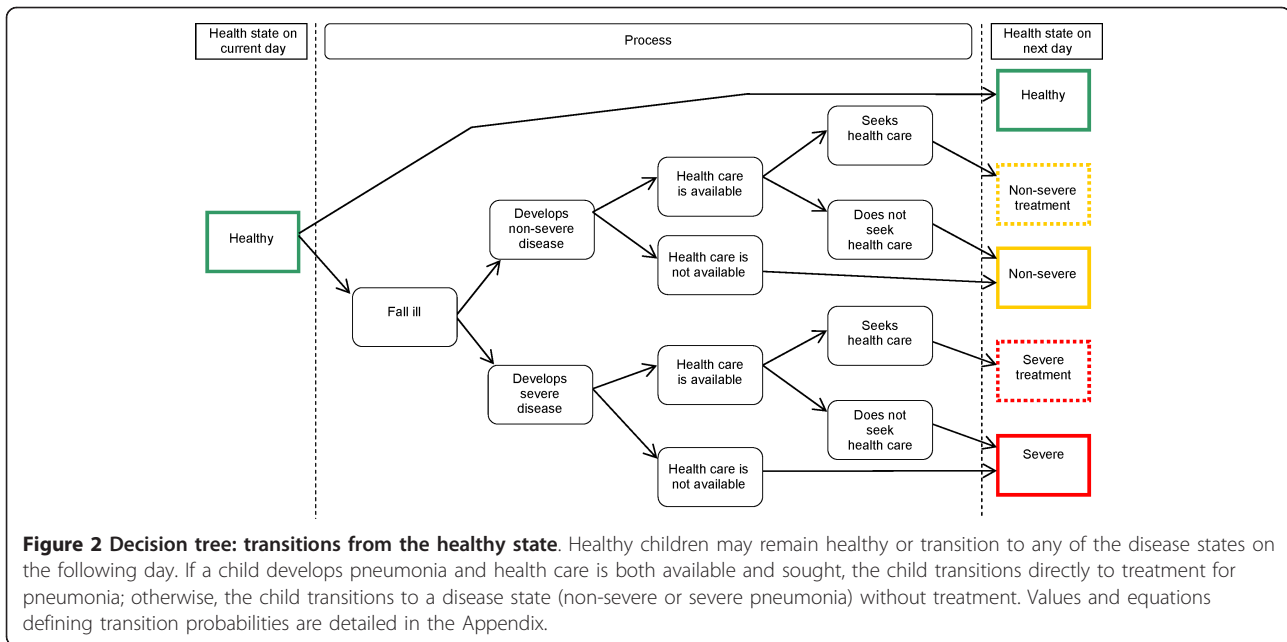 Health state on
current day
Process
Health state on
next day
Healthy
Seeks
health care
Health care
is available
Non-severe
treatment
Develops
non-severe
disease
Does not
seek
health care
Healthy
Health care is
not available
Non-severe
Fall ill
Seeks
health care
Health care
is available
Severe
treatment
Develops
severe
disease
Does not
seek
health care
Severe
Health care is
not available
Figure 2 Decision tree: transitions from the healthy state. Healthy children may remain healthy or transition to any of the disease states on
the following day. If a child develops pneumonia and health care is both available and sought, the child transitions directly to treatment for
pneumonia; otherwise, the child transitions to a disease state (non-severe or severe pneumonia) without treatment. Values and equations
defining transition probabilities are detailed in the Appendix.